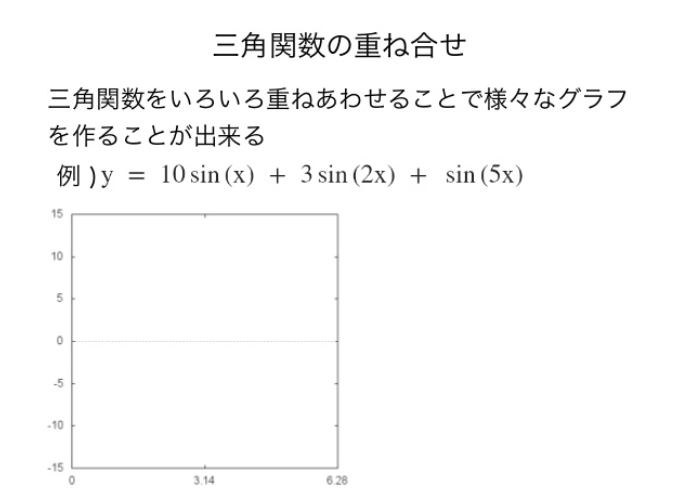 三角関数の重ね合せ
三角関数をいろいろ重ねあわせることで様々なグラフ
を作ることが出来る
例 ) y = 10 sin (x) + 3 sin (2x) + sin (5x)
15
10
5
0
-5
-10
-15
0 3.14 6.28